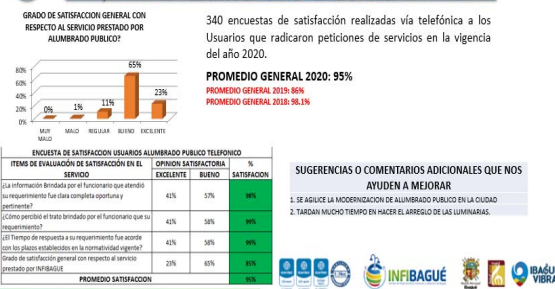 GRADO DE SATISFACCION GENERAL CON
RESPECTO AL SERVICIO PRESTADO POR
ALUMBRADO PUBLICO?
80%
60%
40%
20%
0%
0%
1%
11%
65%
23%
MUY MALO
MALO
REGULAR
BUENO
EXCELENTE
340 encuestas de satisfacción realizadas vía telefónica a los
Usuarios que radicaron peticiones de servicios en la vigencia
del año 2020.
PROMEDIO GENERAL 2020: 95%
PROMEDIO GENERAL 2019: 86%
PROMEDIO GENERAL 2018: 98.1%
ENCUESTA DE SATISFACCION USUARIOS ALUMBRADO PUBLICO TELEFONICO
ITEMS DE EVALUACIÓN DE SATISFACCIÓN EN EL SERVICIO
OPINION SATISFACTORIA
% SATISFACION
EXCELENTE BUENO
¿La información Brindada por el funcionario que atendió
su requerimiento fue clara completa oportuna y
pertinente?
41% 57% 98%
¿Cómo percibió el trato brindado por el funcionario que su
requerimiento?
41% 58% 99%
¿El Tiempo de respuesta a su requerimiento fue acorde
con los plazos establecidos en la normatividad vigente?
41% 58% 99%
Grado de satisfacción general con respecto al servicio
prestado por INFIBAGUE
23% 65% 85%
PROMEDIO SATISFACCION 95%
SUGERENCIAS O COMENTARIOS ADICIONALES QUE NOS
AYUDEN A MEJORAR
1. SE AGILICE LA MODERNIZACION DE ALUMBRADO PUBLICO EN LA CIUDAD
2. TARDAN MUCHO TIEMPO EN HACER EL ARREGLO DE LAS LUMINARIAS.
INFIBAGUÉ
IBAGU
VIBRA